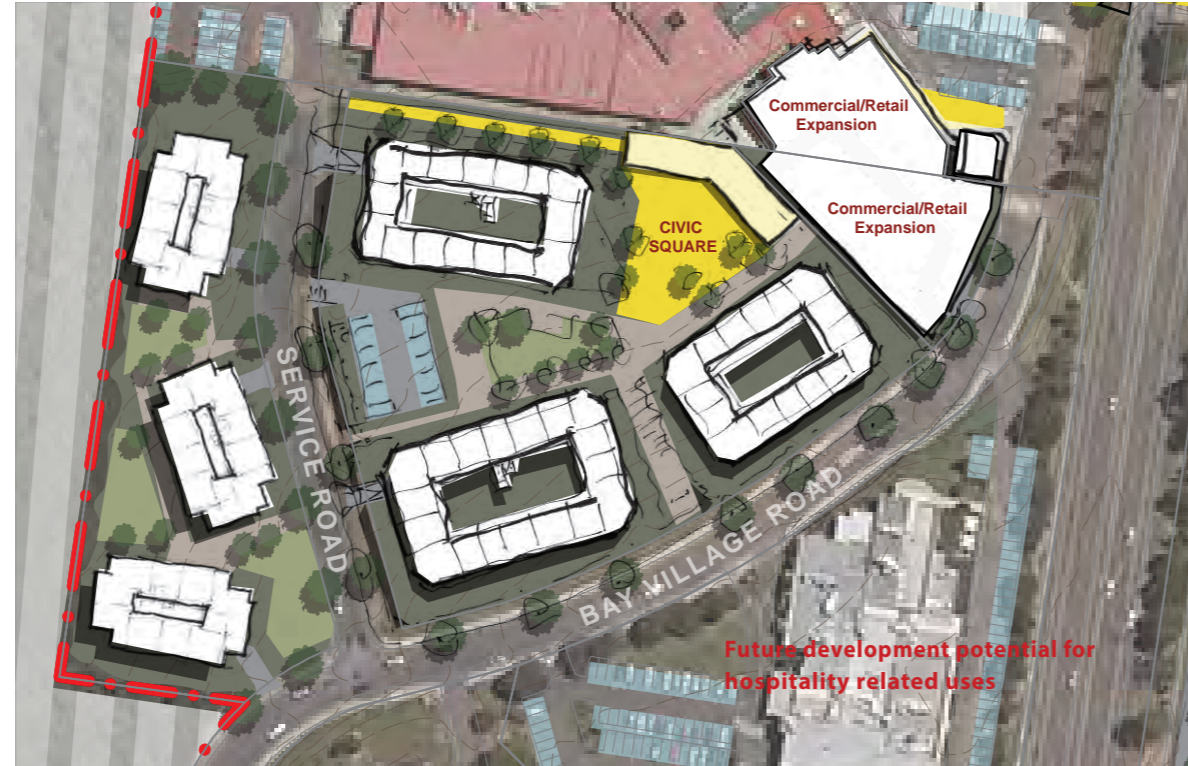 Commercial/Retail
Expansion
Commercial/Retail
Expansion
CIVIC
SQUARE
SERVICE ROAD
BAY VILLAGE ROAD
Future development potential for
hospitality related uses